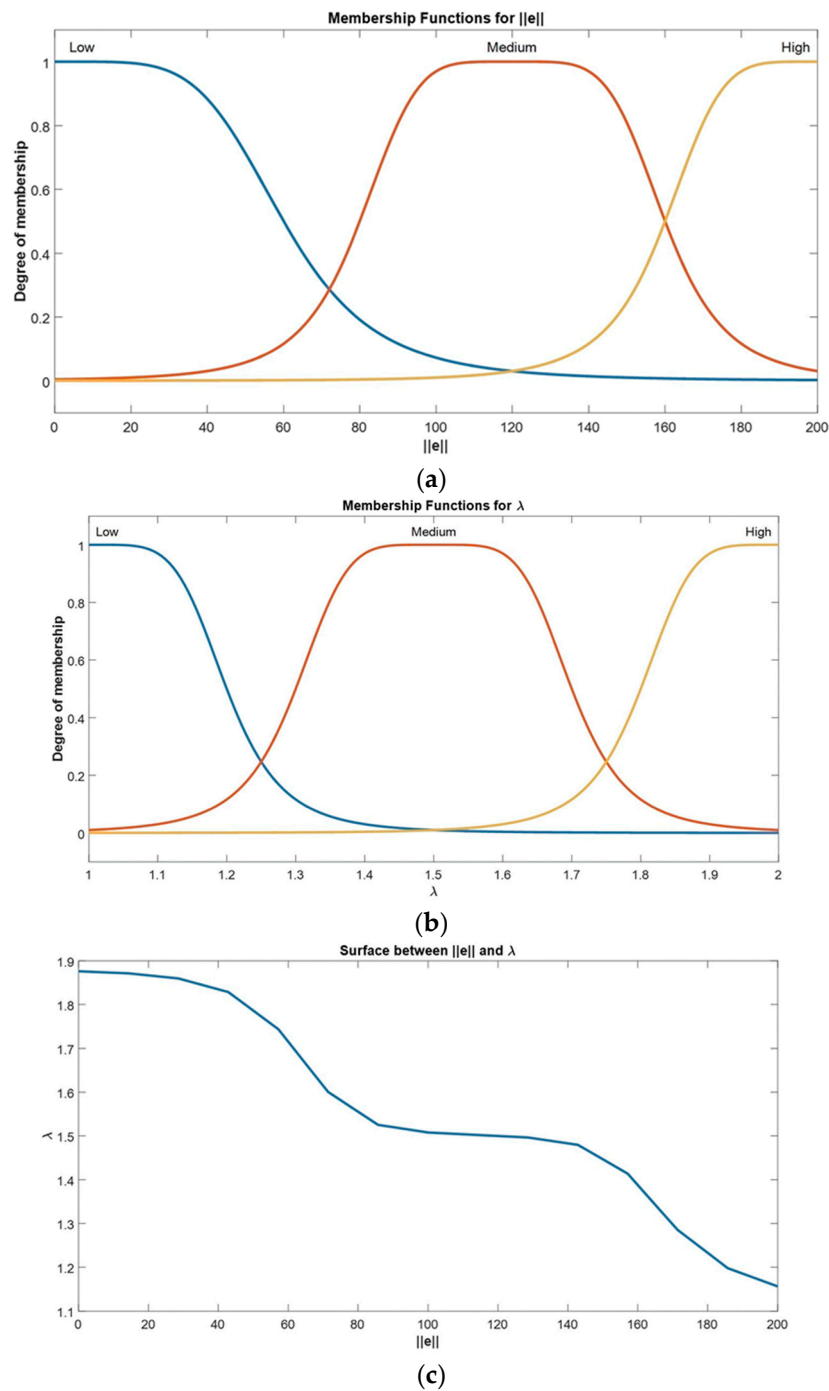 Membership Functions for ||e||
Low Medium High
1
0.8
0.6
0.4
0.2
0
Degree of membership
0 20 40 60 80 100 120 140 160 180 200
||e||
(a)
Membership Functions for λ
Low Medium High
1
0.8
0.6
0.4
0.2
0
Degree of membership
1 1.1 1.2 1.3 1.4 1.5 1.6 1.7 1.8 1.9 2
λ
(b)
Surface between ||e|| and λ
1.9
1.8
1.7
1.6
1.5
1.4
1.3
1.2
1.1
λ
0 20 40 60 80 100 120 140 160 180 200
||e||
(c)